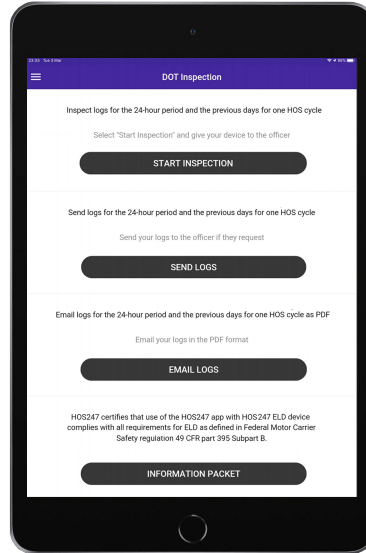 23:03 Tue 3 Mar
DOT Inspection
Inspect logs for the 24-hour period and the previous days for one HOS cycle
Select "Start Inspection" and give your device to the officer
START INSPECTION
Send logs for the 24-hour period and the previous days for one HOS cycle
Send your logs to the officer if they request
SEND LOGS
Email logs for the 24-hour period and the previous days for one HOS cycle as PDF
Email your logs in the PDF format
EMAIL LOGS
HOS247 certifies that use of the HOS247 app with HOS247 ELD device
complies with all requirements for ELD as defined in Federal Motor Carrier
Safety regulation 49 CFR part 395 Subpart B.
INFORMATION PACKET